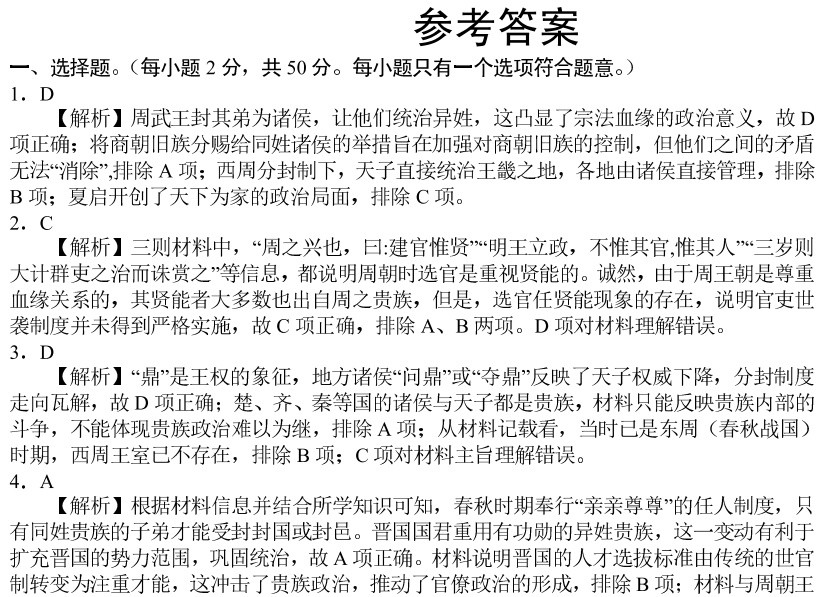 参考答案
一、选择题。（每小题 2 分，共 50 分。每小题只有一个选项符合题意。）
1．D
【解析】周武王封其弟为诸侯，让他们统治异姓，这凸显了宗法血缘的政治意义，故 D
项正确；将商朝旧族分赐给同姓诸侯的举措旨在加强对商朝旧族的控制，但他们之间的矛盾
无法“消除”,排除 A 项；西周分封制下，天子直接统治王畿之地，各地由诸侯直接管理，排除
B 项；夏启开创了天下为家的政治局面，排除 C 项。
2．C
【解析】三则材料中，“周之兴也，曰:建官惟贤”“明王立政，不惟其官,惟其人”“三岁则
大计群吏之治而诛赏之”等信息，都说明周朝时选官是重视贤能的。诚然，由于周王朝是尊重
血缘关系的，其贤能者大多数也出自周之贵族，但是，选官任贤能现象的存在，说明官吏世
袭制度并未得到严格实施，故 C 项正确，排除 A、B 两项。D 项对材料理解错误。
3．D
【解析】“鼎”是王权的象征，地方诸侯“问鼎”或“夺鼎”反映了天子权威下降，分封制度
走向瓦解，故 D 项正确；楚、齐、秦等国的诸侯与天子都是贵族，材料只能反映贵族内部的
斗争，不能体现贵族政治难以为继，排除 A 项；从材料记载看，当时已是东周（春秋战国）
时期，西周王室已不存在，排除 B 项；C 项对材料主旨理解错误。
4．A
【解析】根据材料信息并结合所学知识可知，春秋时期奉行“亲亲尊尊”的任人制度，只
有同姓贵族的子弟才能受封封国或封邑。晋国国君重用有功勋的异姓贵族，这一变动有利于
扩充晋国的势力范围，巩固统治，故 A 项正确。材料说明晋国的人才选拔标准由传统的世官
制转变为注重才能，这冲击了贵族政治，推动了官僚政治的形成，排除 B 项；材料与周朝王